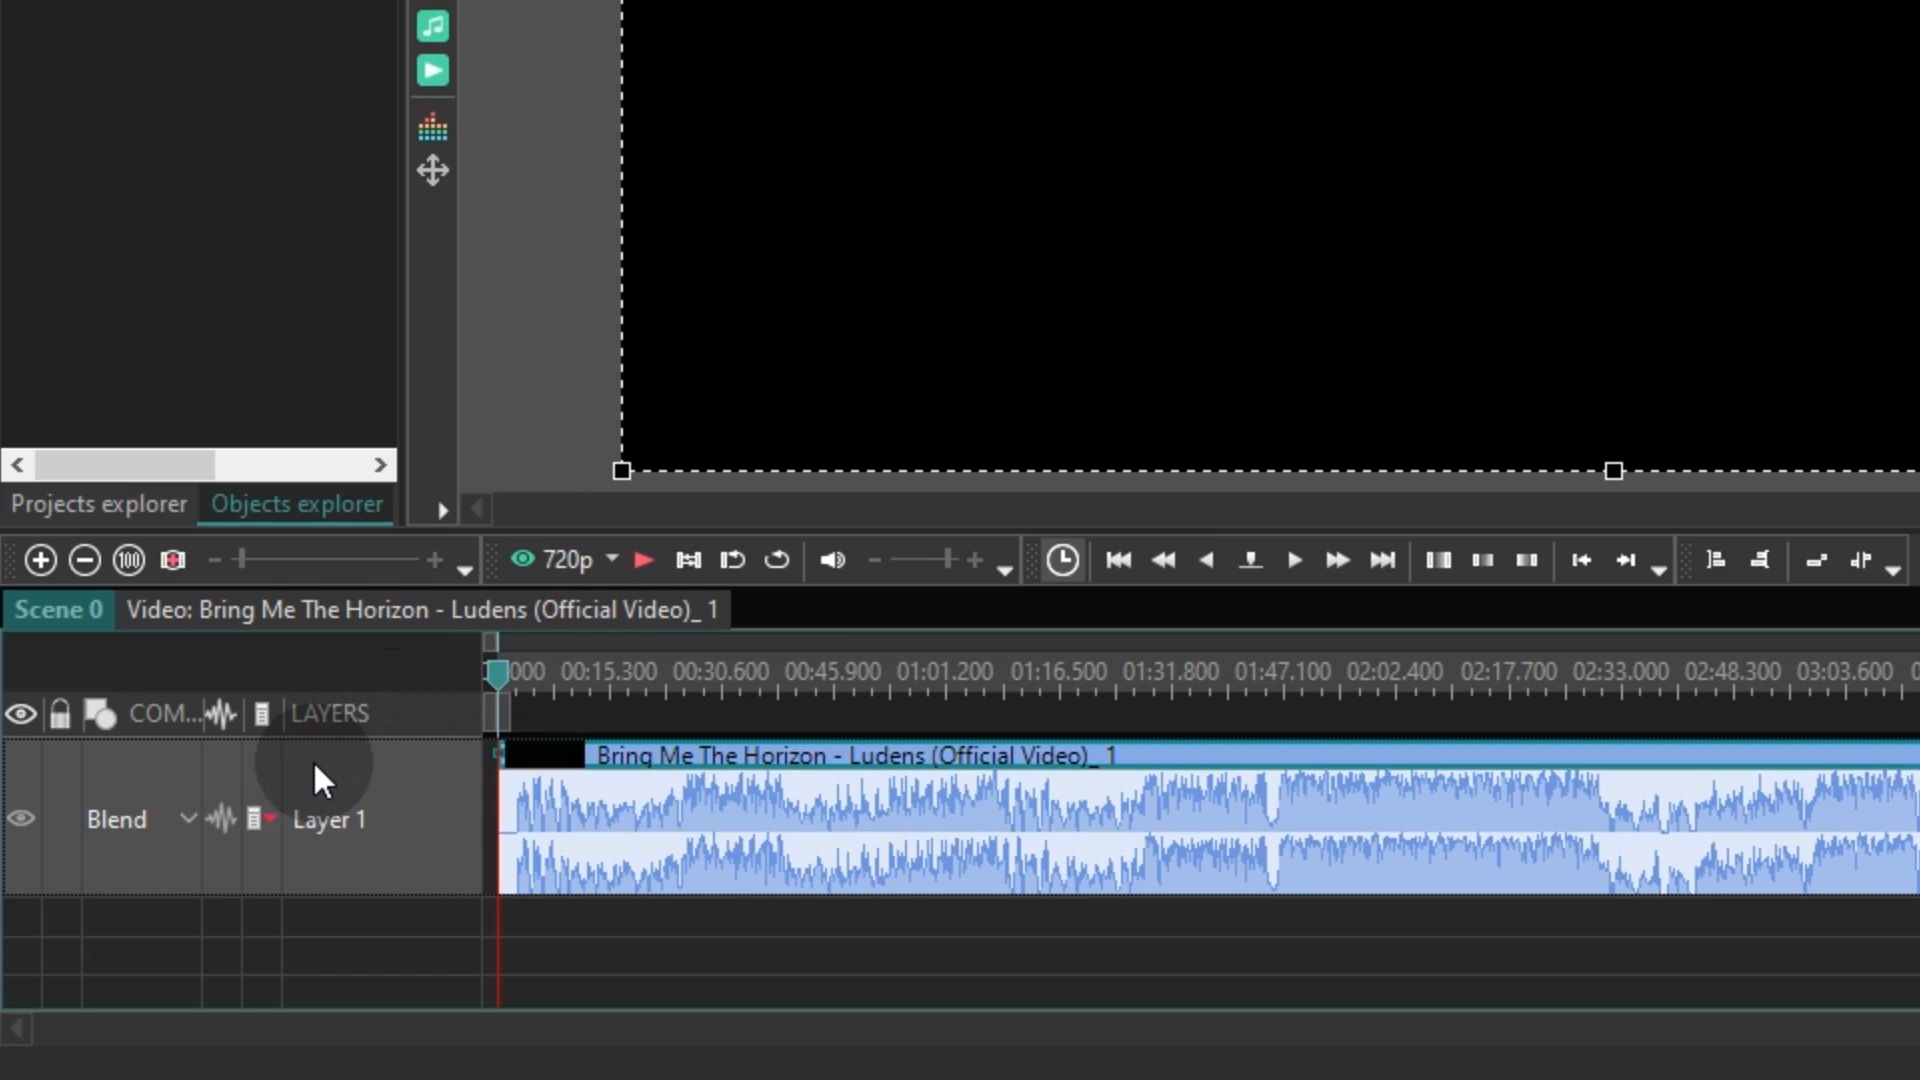 Projects explorer
Objects explorer
100
720p
Scene 0
Video: Bring Me The Horizon - Ludens (Official Video)_ 1
000 00:15.300 00:30.600 00:45.900 01:01.200 01:16.500 01:31.800 01:47.100 02:02.400 02:17.700 02:33.000 02:48.300 03:03.600 0
COM... LAYERS
Bring Me The Horizon - Ludens (Official Video)_ 1
Blend Layer 1